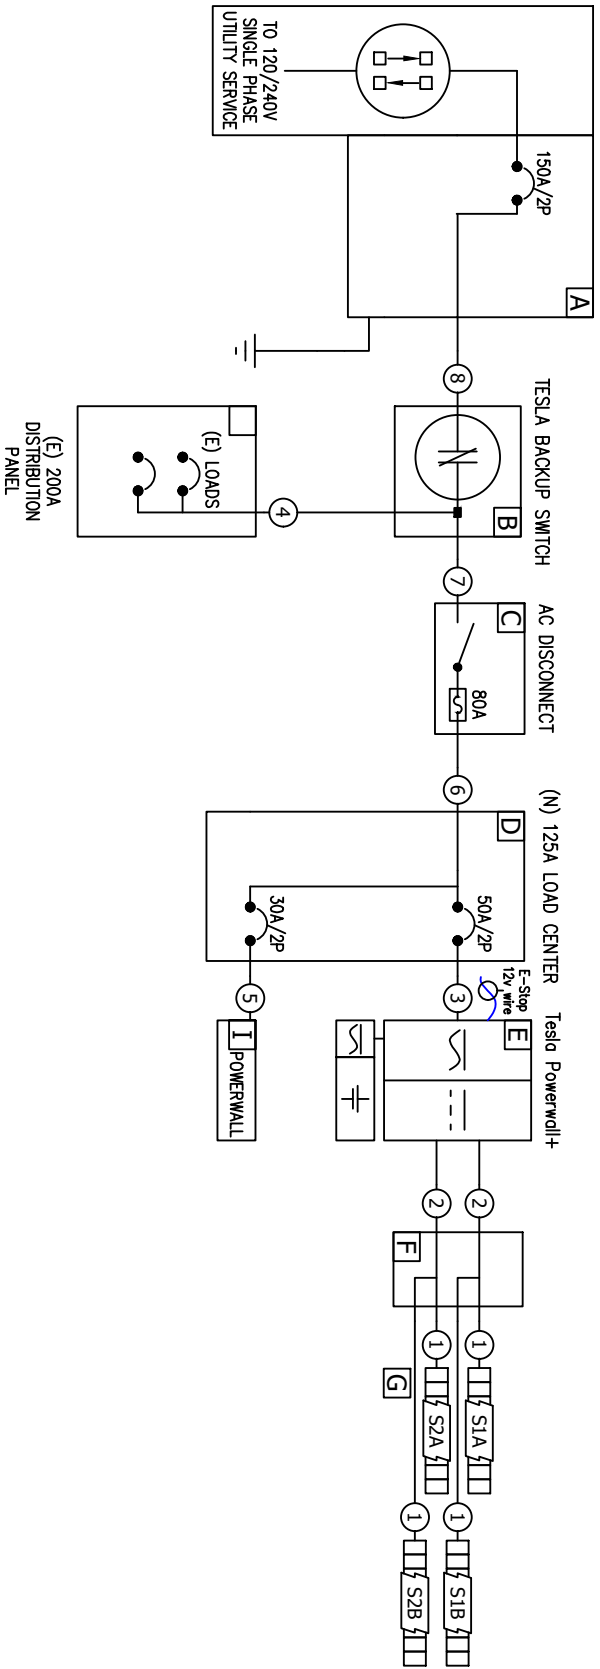 TO 120/240V
SINGLE PHASE
UTILITY SERVICE
150A/2P
A
8
TESLA BACKUP SWITCH
B
4
(E) LOADS
(E) 200A
DISTRIBUTION
PANEL
7
AC DISCONNECT
C
80A
6
(N) 125A LOAD CENTER
D
50A/2P
30A/2P
3
5
E-Stop
12v wire
Tesla Powerwall+
E
I
POWERWALL
2
2
F
1
1
G
S1A
S2A
1
1
S1B
S2B